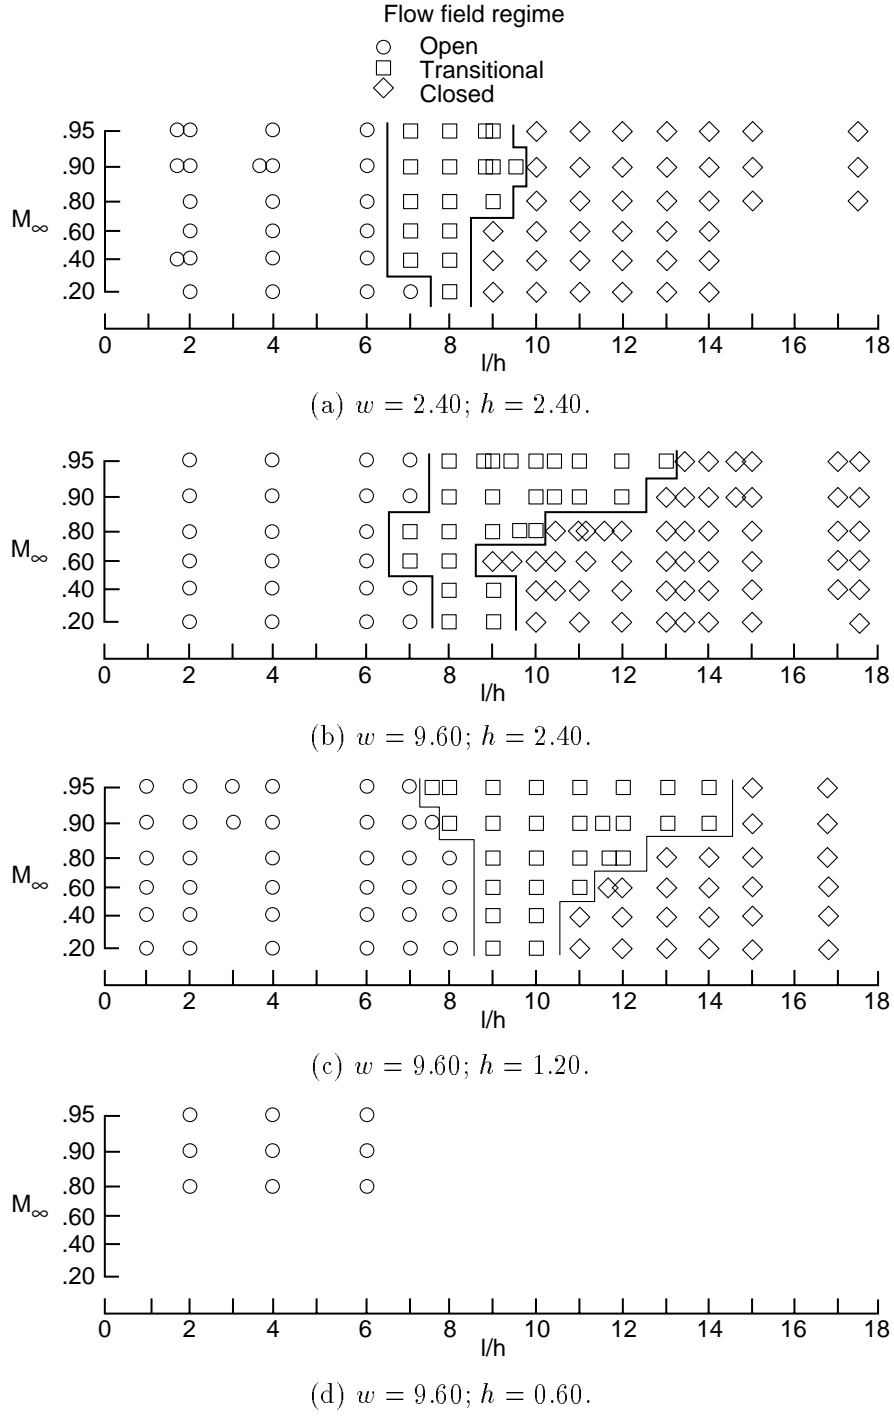 Flow field regime
Open
Transitional
Closed
.95
.90
.80
.60
.40
.20
M∞
0 2 4 6 8 10 12 14 16 18
l/h
(a) w = 2.40; h = 2.40.
.95
.90
.80
.60
.40
.20
M∞
0 2 4 6 8 10 12 14 16 18
l/h
(b) w = 9.60; h = 2.40.
.95
.90
.80
.60
.40
.20
M∞
0 2 4 6 8 10 12 14 16 18
l/h
(c) w = 9.60; h = 1.20.
.95
.90
.80
.60
.40
.20
M∞
0 2 4 6 8 10 12 14 16 18
l/h
(d) w = 9.60; h = 0.60.